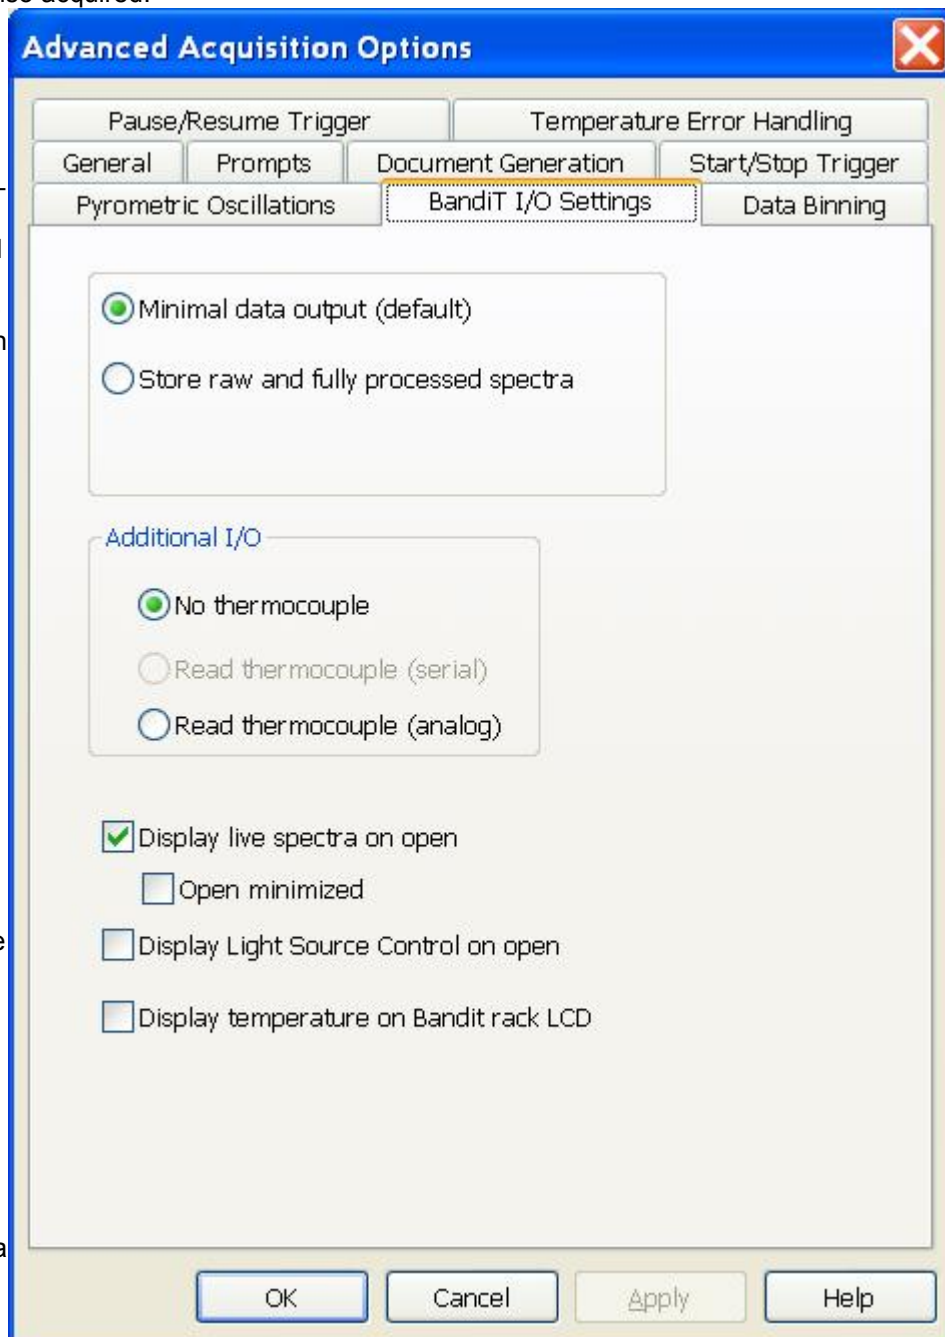 acquired.
Advanced Acquisition Options
Pause/Resume Trigger Temperature Error Handling
General Prompts Document Generation Start/Stop Trigger
Pyrometric Oscillations BandiT I/O Settings Data Binning
Minimal data output (default)
Store raw and fully processed spectra
Additional I/O
No thermocouple
Read thermocouple (serial)
Read thermocouple (analog)
Display live spectra on open
Open minimized
Display Light Source Control on open
Display temperature on Bandit rack LCD
OK Cancel Apply Help